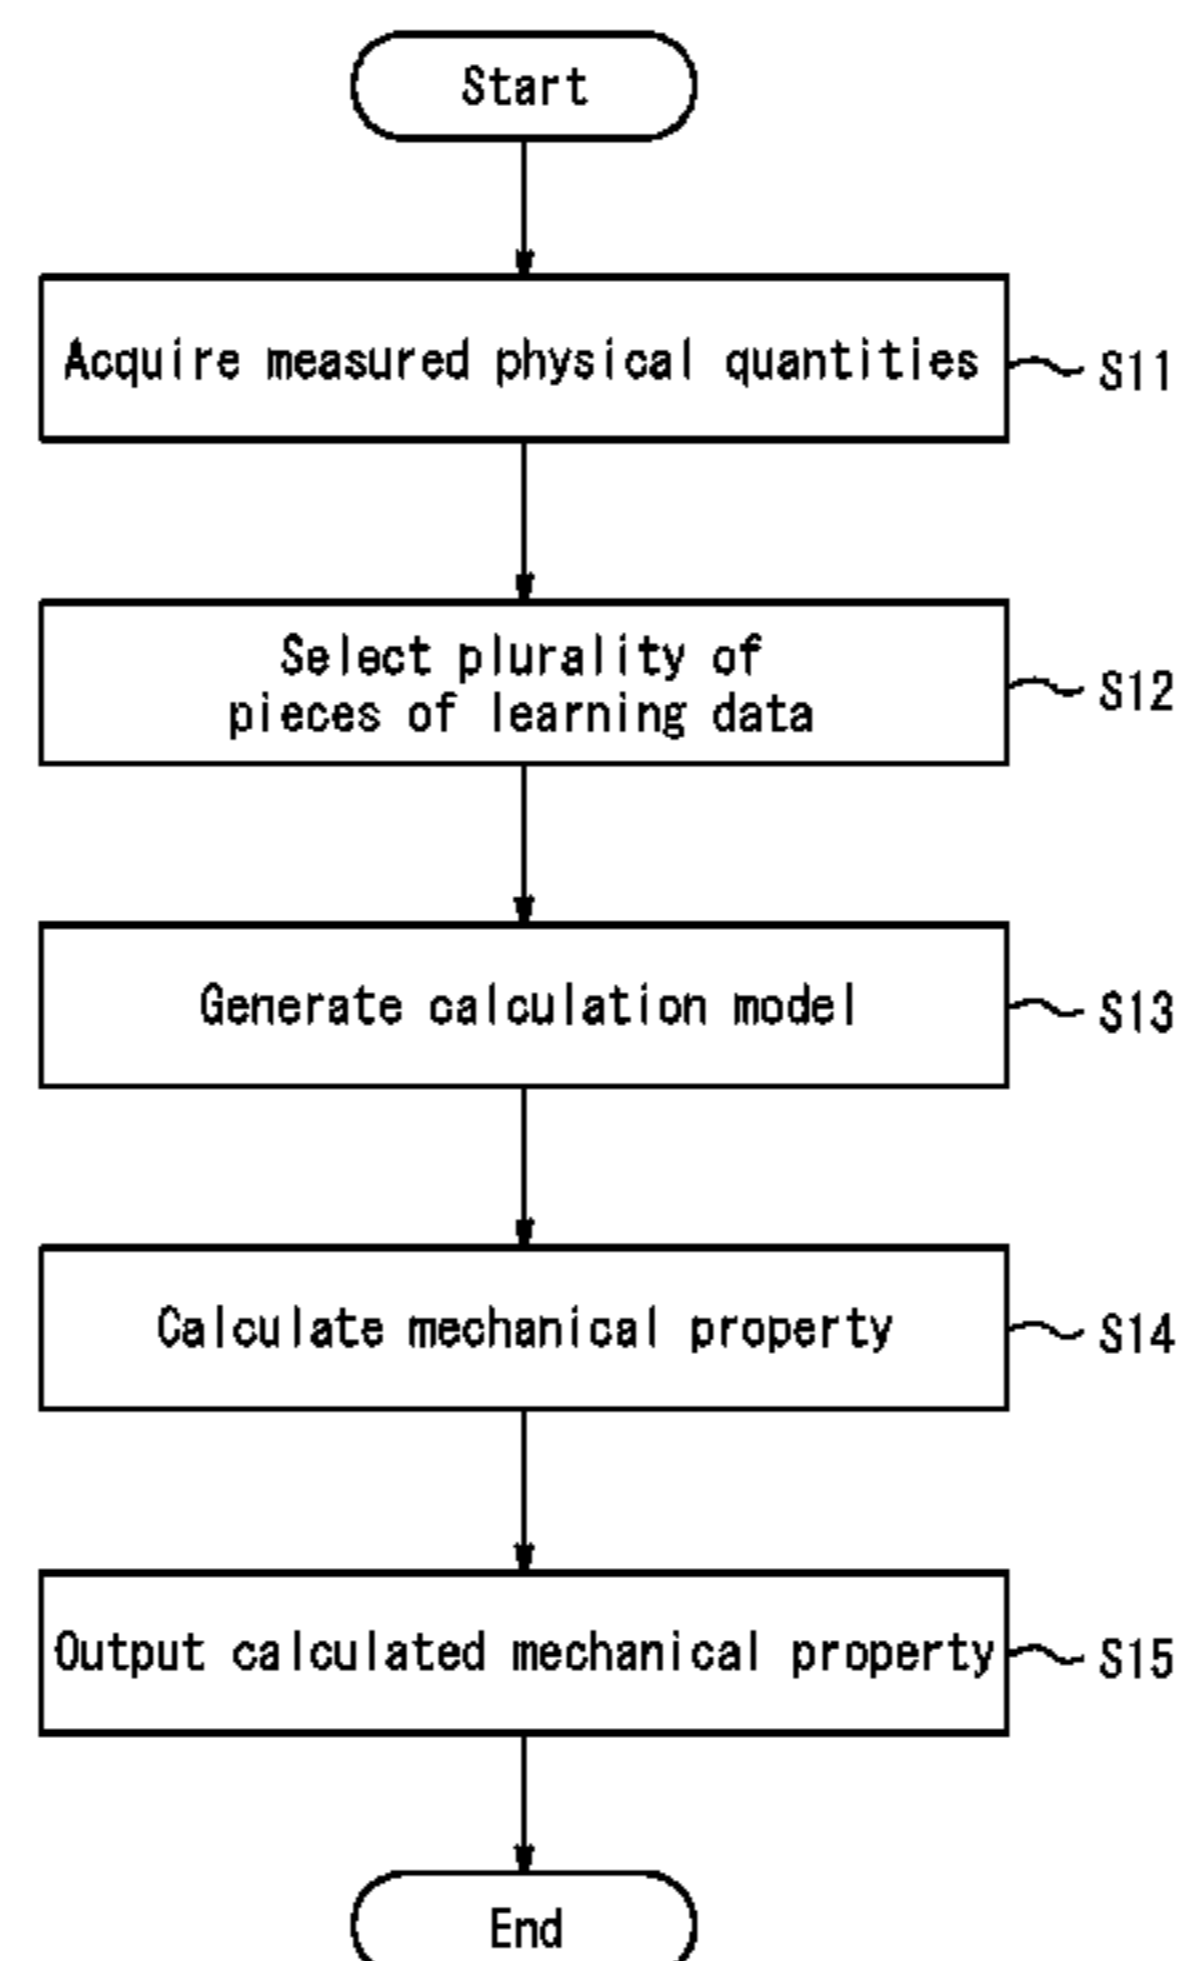 Start
Acquire measured physical quantities
S11
Select plurality of
pieces of learning data
S12
Generate calculation model
S13
Calculate mechanical property
S14
Output calculated mechanical property
S15
End